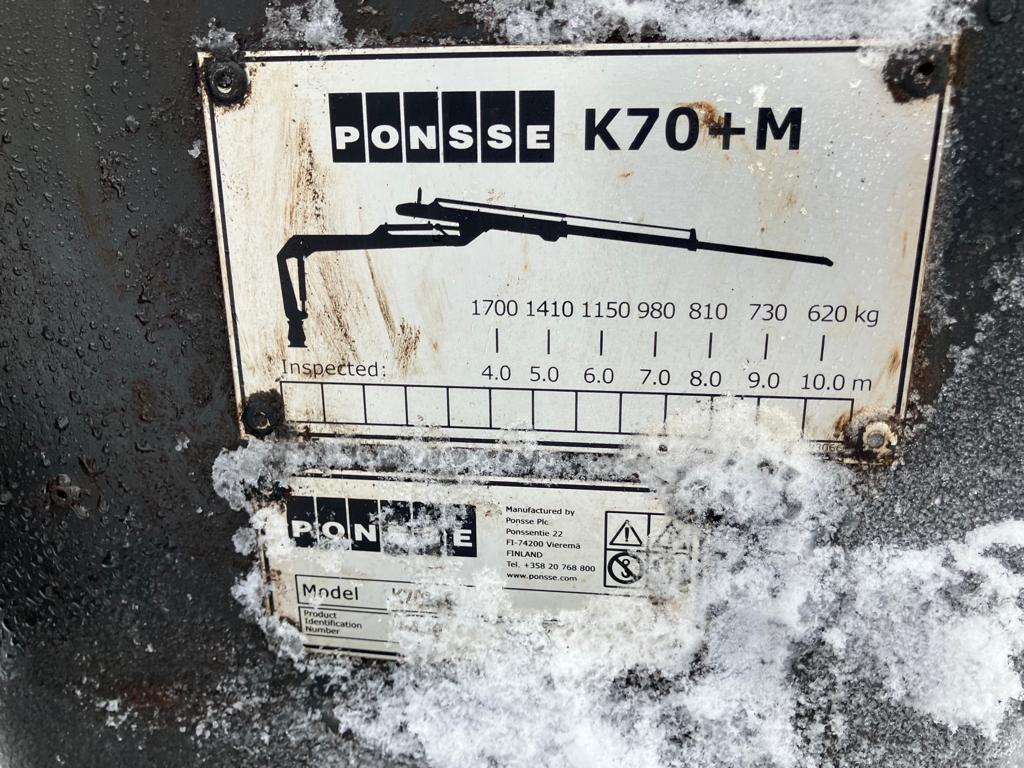 PONSSE K70+M
1700 1410 1150 980 810 730 620 kg
Inspected:
4.0 5.0 6.0 7.0 8.0 9.0 10.0 m
PONSSE
Manufactured by
Ponsse Plc
Ponssentie 22
FI-74200 Vieremä
FINLAND
Tel. +358 20 768 800
www.ponsse.com
Model
Product
Identification
Number